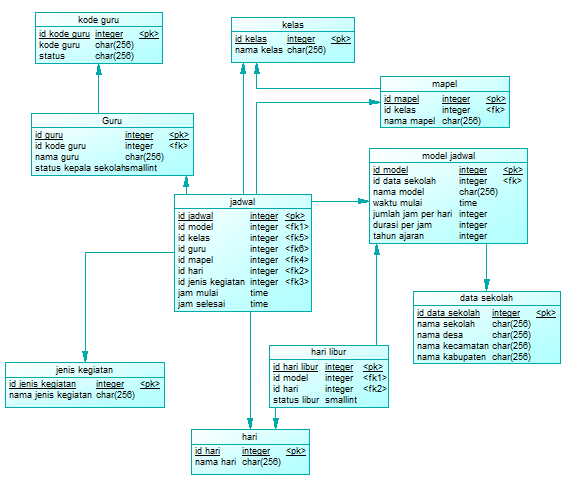 kode guru
id kode guru integer <pk>
kode guru char(256)
status char(256)
kelas
id kelas integer <pk>
nama kelas char(256)
mapel
id mapel integer <pk>
id kelas integer <fk>
nama mapel char(256)
Guru
id guru integer <pk>
id kode guru integer <fk>
nama guru char(256)
status kepala sekolah smallint
model jadwal
id model integer <pk>
id data sekolah integer <fk>
nama model char(256)
waktu mulai time
jumlah jam per hari integer
durasi per jam integer
tahun ajaran integer
jadwal
id jadwal integer <pk>
id model integer <fk1>
id kelas integer <fk5>
id guru integer <fk6>
id mapel integer <fk4>
id hari integer <fk2>
id jenis kegiatan integer <fk3>
jam mulai time
jam selesai time
data sekolah
id data sekolah integer <pk>
nama sekolah char(256)
nama desa char(256)
nama kecamatan char(256)
nama kabupaten char(256)
hari libur
id hari libur integer <pk>
id model integer <fk1>
id hari integer <fk2>
status libur smallint
jenis kegiatan
id jenis kegiatan integer <pk>
nama jenis kegiatan char(256)
hari
id hari integer <pk>
nama hari char(256)